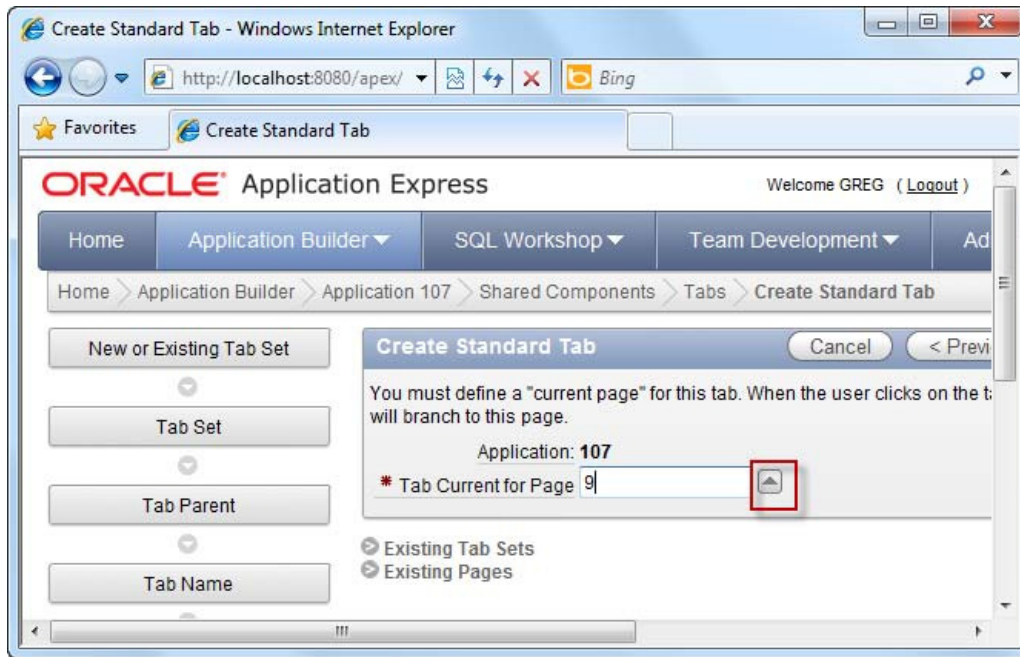 Create Standard Tab - Windows Internet Explorer
http://localhost:8080/apex/
Bing
Favorites
Create Standard Tab
ORACLE Application Express
Welcome GREG ( Logout )
Home
Application Builder
SQL Workshop
Team Development
Ad
Home > Application Builder > Application 107 > Shared Components > Tabs > Create Standard Tab
New or Existing Tab Set
Tab Set
Tab Parent
Tab Name
Create Standard Tab
Cancel
< Previ
You must define a "current page" for this tab. When the user clicks on the ta
will branch to this page.
Application: 107
* Tab Current for Page 9
Existing Tab Sets
Existing Pages